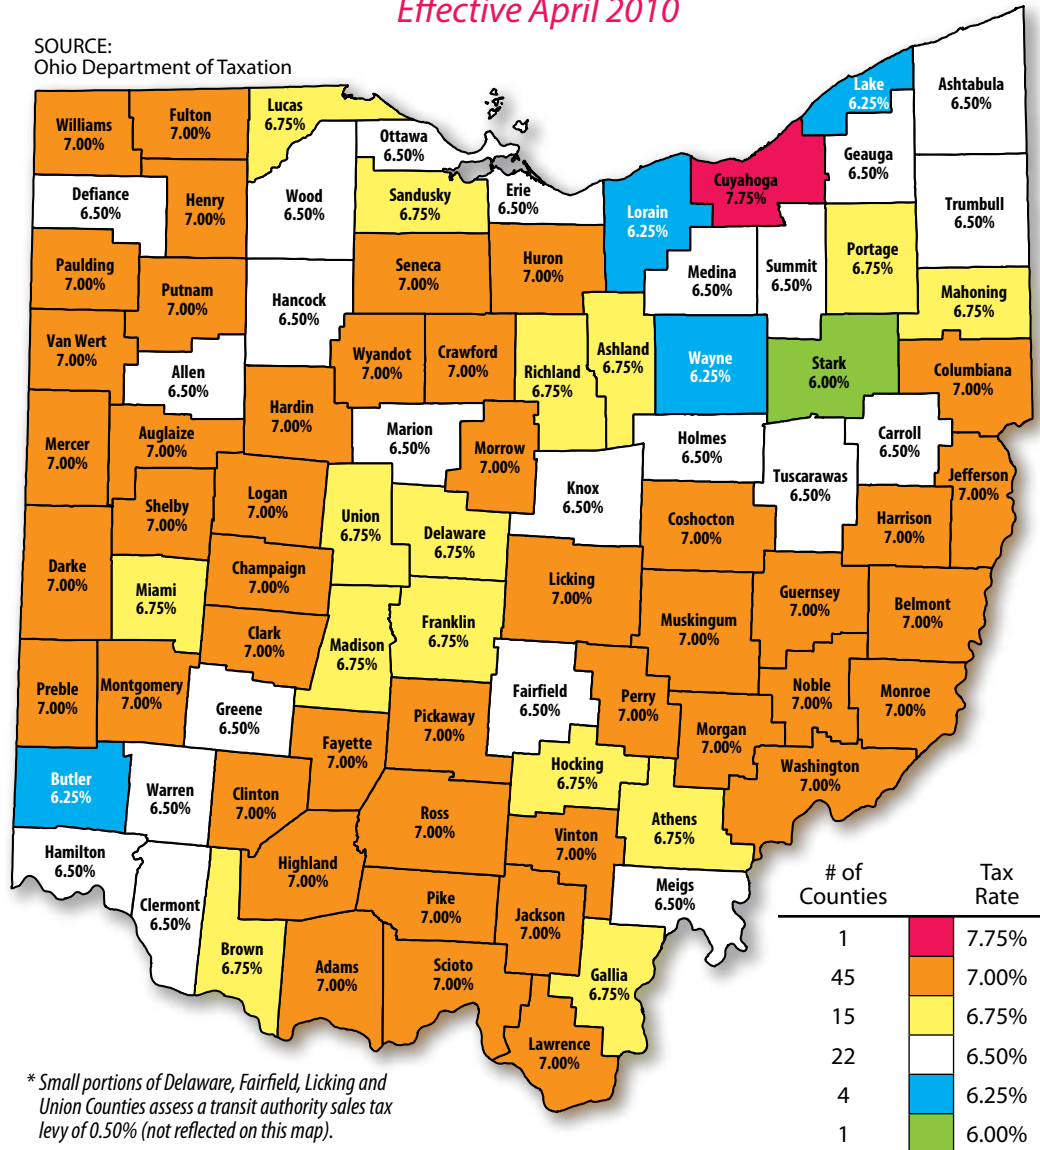 Effective April 2010
SOURCE:
Ohio Department of Taxation
Williams
7.00%
Fulton
7.00%
Lucas
6.75%
Ottawa
6.50%
Lake
6.25%
Ashtabula
6.50%
Geauga
6.50%
Cuyahoga
7.75%
Defiance
6.50%
Henry
7.00%
Wood
6.50%
Sandusky
6.75%
Erie
6.50%
Lorain
6.25%
Trumbull
6.50%
Paulding
7.00%
Putnam
7.00%
Hancock
6.50%
Seneca
7.00%
Huron
7.00%
Medina
6.50%
Summit
6.50%
Portage
6.75%
Mahoning
6.75%
Van Wert
7.00%
Allen
6.50%
Wyandot
7.00%
Crawford
7.00%
Richland
6.75%
Ashland
6.75%
Wayne
6.25%
Stark
6.00%
Columbiana
7.00%
Mercer
7.00%
Auglaize
7.00%
Hardin
7.00%
Marion
6.50%
Morrow
7.00%
Holmes
6.50%
Tuscarawas
6.50%
Carroll
6.50%
Jefferson
7.00%
Shelby
7.00%
Logan
7.00%
Union
6.75%
Delaware
6.75%
Knox
6.50%
Coshocton
7.00%
Harrison
7.00%
Darke
7.00%
Miami
6.75%
Champaign
7.00%
Licking
7.00%
Muskingum
7.00%
Guernsey
7.00%
Belmont
7.00%
Clark
7.00%
Madison
6.75%
Franklin
6.75%
Preble
7.00%
Montgomery
7.00%
Greene
6.50%
Fayette
7.00%
Pickaway
7.00%
Fairfield
6.50%
Perry
7.00%
Morgan
7.00%
Noble
7.00%
Monroe
7.00%
Washington
7.00%
Butler
6.25%
Warren
6.50%
Clinton
7.00%
Ross
7.00%
Hocking
6.75%
Vinton
7.00%
Athens
6.75%
Hamilton
6.50%
Clermont
6.50%
Highland
7.00%
Pike
7.00%
Jackson
7.00%
Meigs
6.50%
Brown
6.75%
Adams
7.00%
Scioto
7.00%
Gallia
6.75%
Lawrence
7.00%
# of Tax
Counties Rate
1 7.75%
45 7.00%
15 6.75%
22 6.50%
4 6.25%
1 6.00%
* Small portions of Delaware, Fairfield, Licking and
Union Counties assess a transit authority sales tax
levy of 0.50% (not reflected on this map).